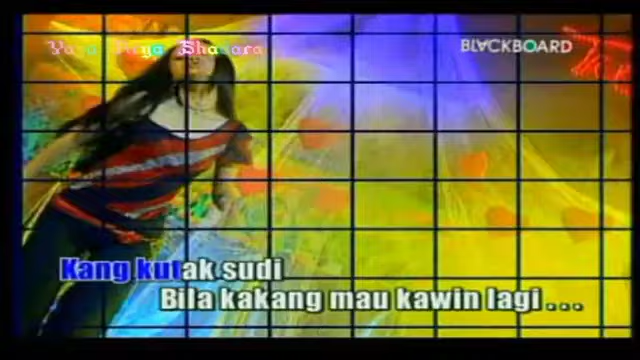 BLACKBOARD
Kang kutak sudi
Bila kakang mau kawin lagi . . .